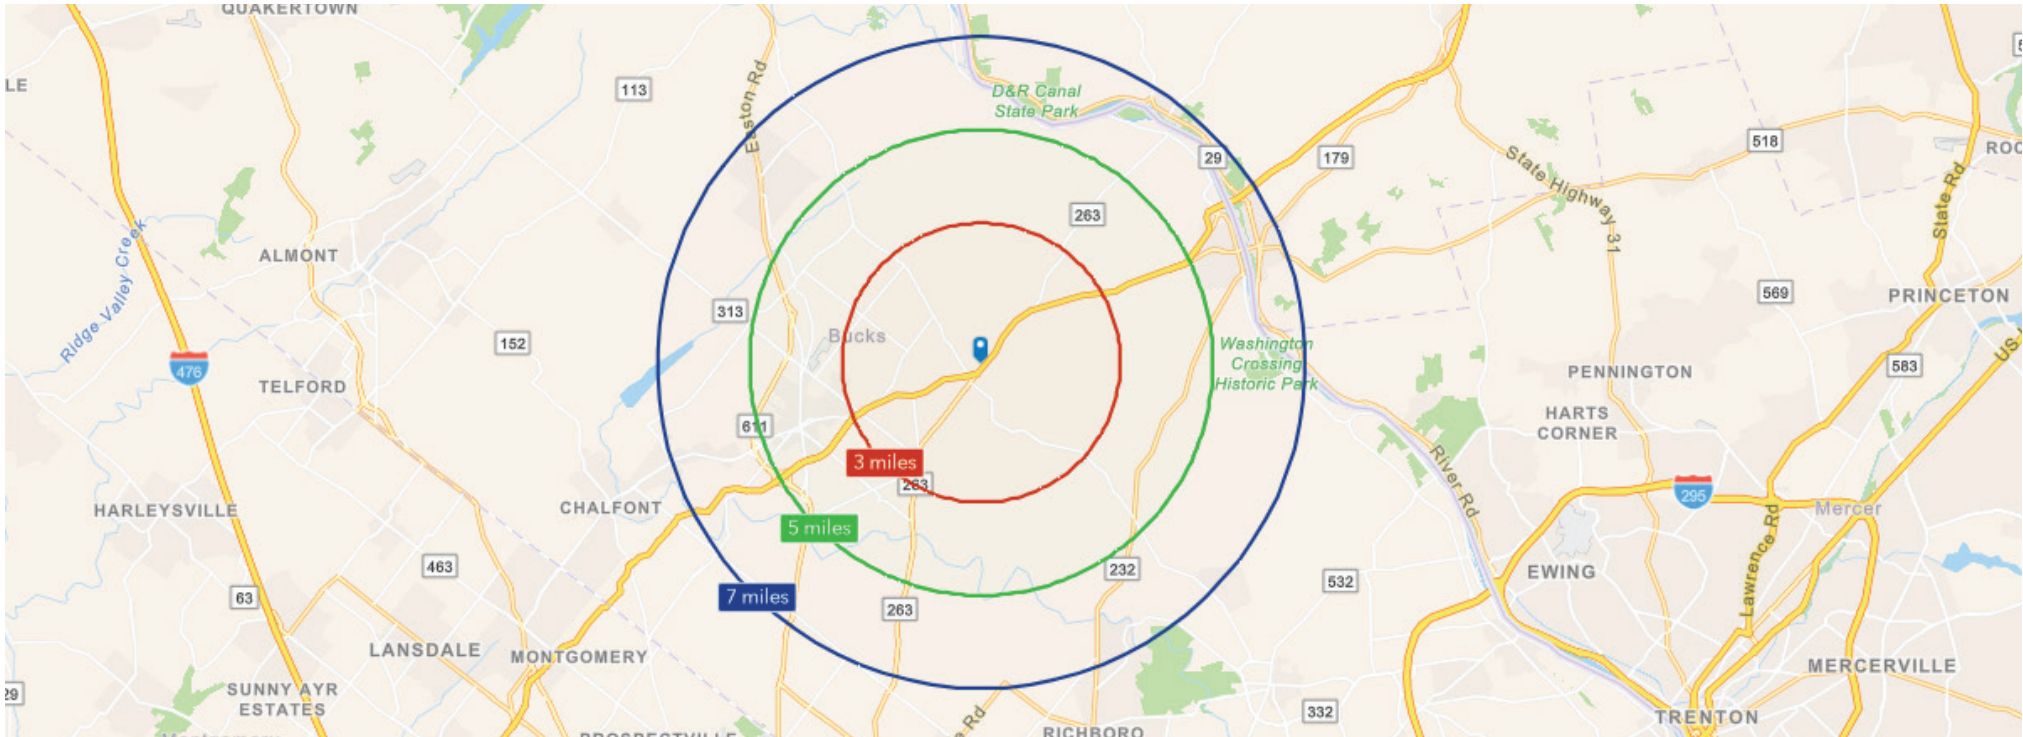 QUAKERTOWN
LE
113
Easton Rd
D&R Canal
State Park
29
179
518
State Highway 31
State Rd
Ridge Valley Creek
ALMONT
263
313
152
Bucks
569
PRINCETON
476
TELFORD
Washington
Crossing
Historic Park
PENNINGTON
583
HARTS
CORNER
611
3 miles
263
River Rd
295
Mercer
HARLEYSVILLE
CHALFONT
5 miles
463
232
532
EWING
Lawrence Rd
63
7 miles
263
LANSDALE
MONTGOMERY
MERCERVILLE
29
SUNNY AYR
ESTATES
332
TRENTON
RICHBORO
PROSPECTVILLE
Montgomery